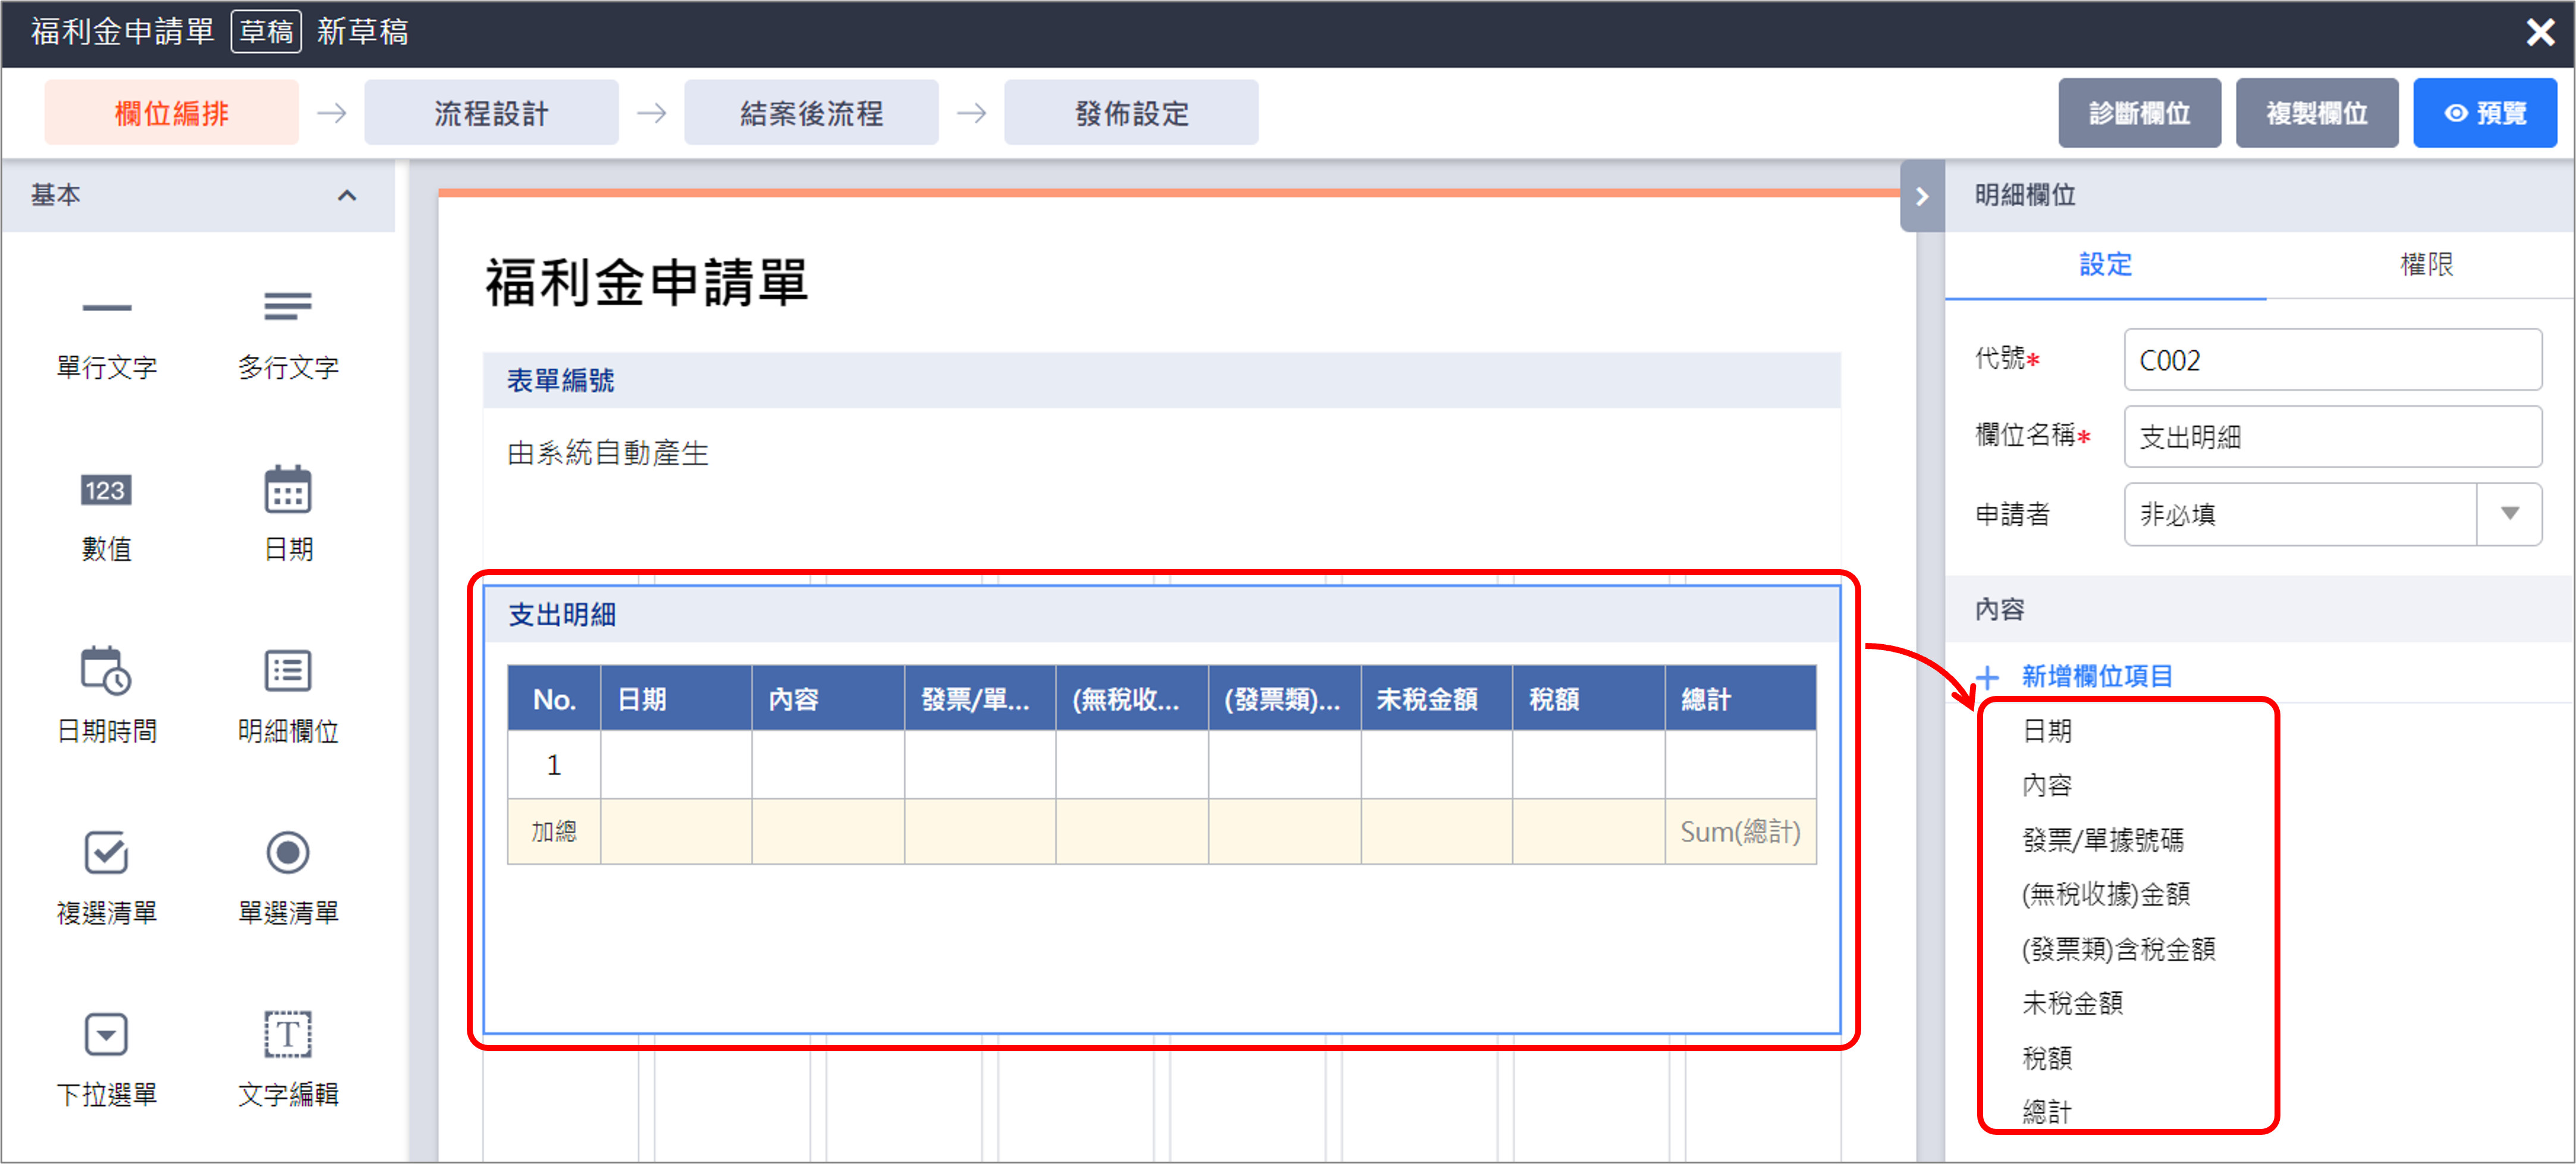 福利金申請單 草稿 新草稿
欄位編排 流程設計 結案後流程 發佈設定 診斷欄位 複製欄位 預覽
基本
單行文字 多行文字
123
數值 日期
日期時間 明細欄位
複選清單 單選清單
T
下拉選單 文字編輯
福利金申請單
表單編號
由系統自動產生
支出明細
No. 日期 內容 發票/單... (無稅收... (發票類)... 未稅金額 稅額 總計
1
加總 Sum(總計)
明細欄位
設定 權限
代號* C002
欄位名稱* 支出明細
申請者 非必填
內容
+ 新增欄位項目
日期
內容
發票/單據號碼
(無稅收據)金額
(發票類)含稅金額
未稅金額
稅額
總計